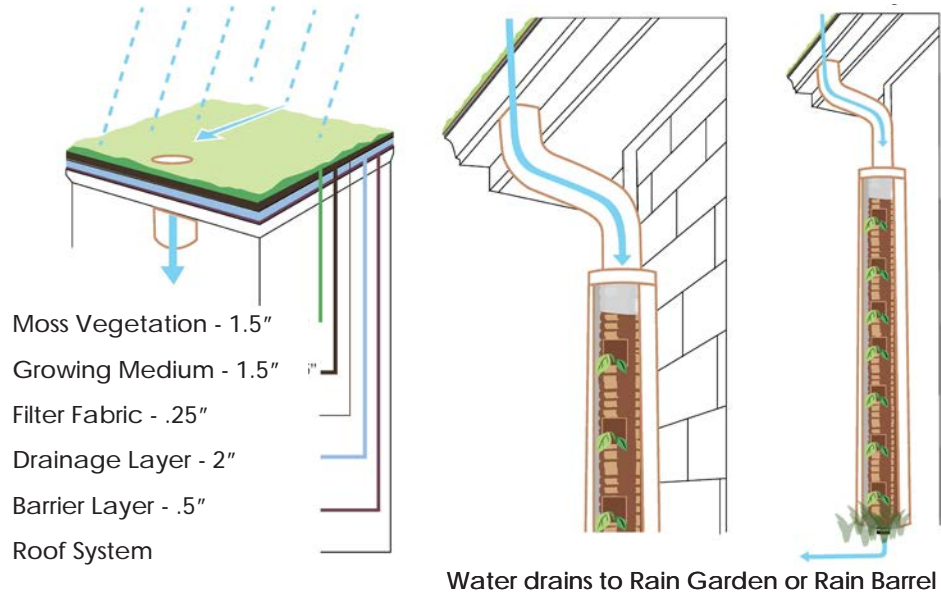 Moss Vegetation - 1.5"
Growing Medium - 1.5"
Filter Fabric - .25"
Drainage Layer - 2"
Barrier Layer - .5"
Roof System
Water drains to Rain Garden or Rain Barrel